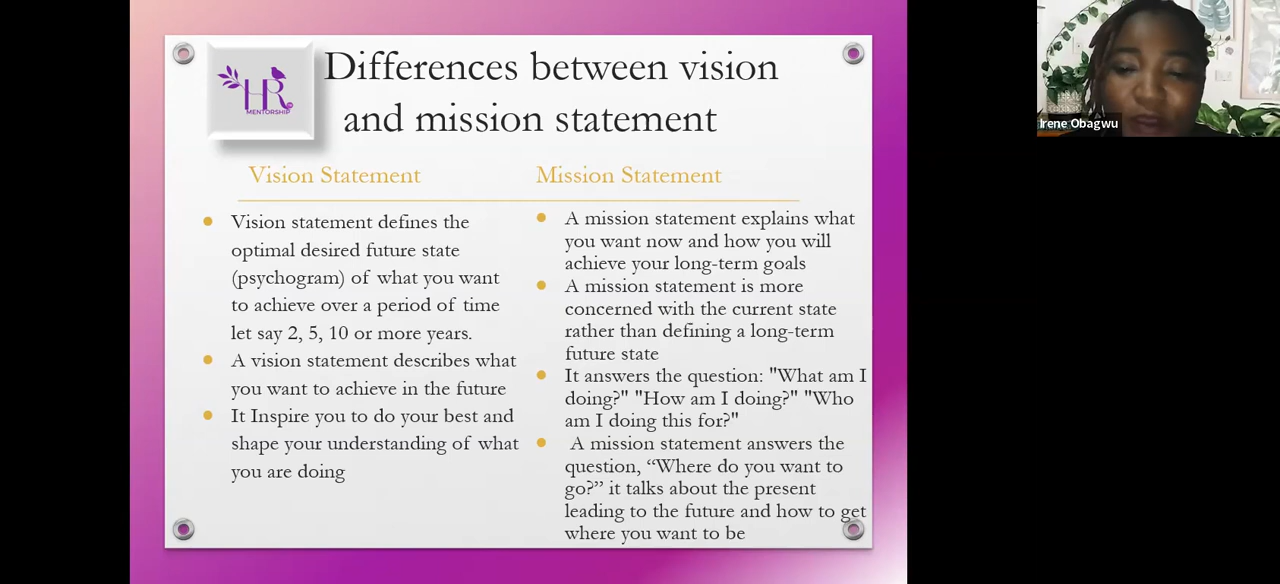 HR
MENTORSHIP
Differences between vision
and mission statement
Vision Statement
Vision statement defines the
optimal desired future state
(psychogram) of what you want
to achieve over a period of time
let say 2, 5, 10 or more years.
A vision statement describes what
you want to achieve in the future
It Inspire you to do your best and
shape your understanding of what
you are doing
Mission Statement
A mission statement explains what
you want now and how you will
achieve your long-term goals
A mission statement is more
concerned with the current state
rather than defining a long-term
future state
It answers the question: "What am I
doing?" "How am I doing?" "Who
am I doing this for?"
A mission statement answers the
question, “Where do you want to
go?” it talks about the present
leading to the future and how to get
where you want to be
Irene Obagwu